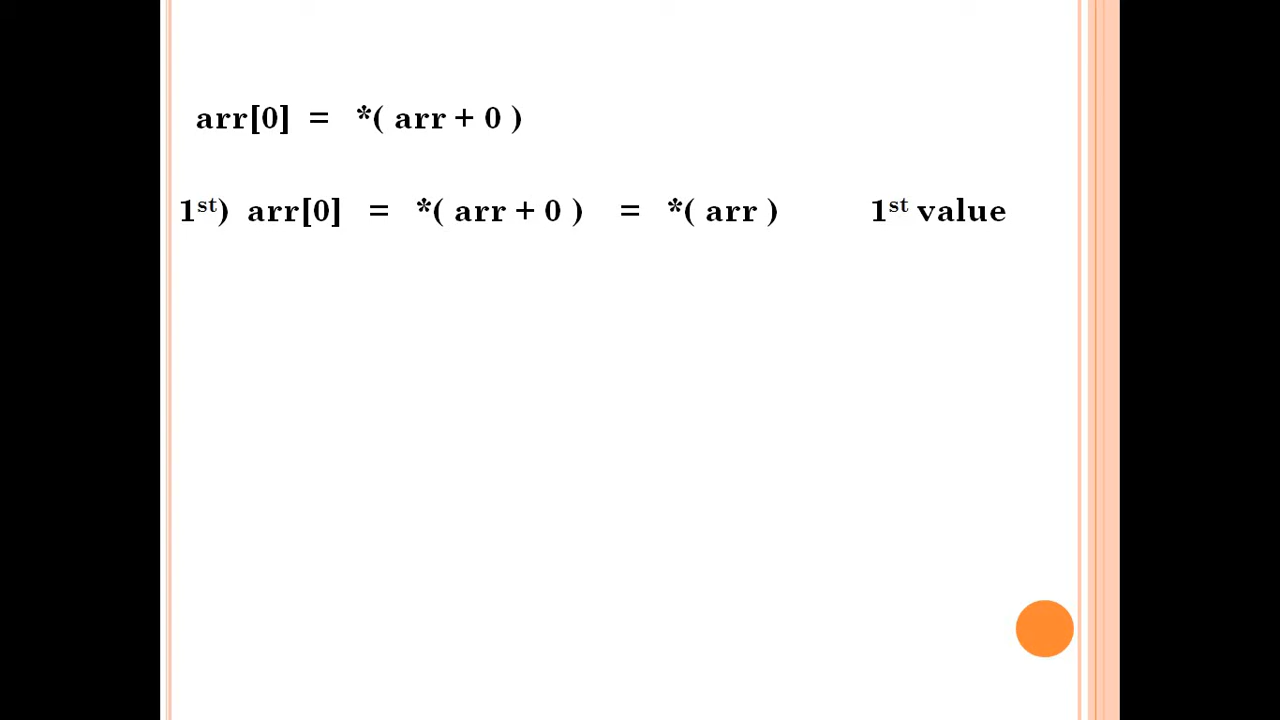 arr[0] = *( arr + 0 )
1st) arr[0] = *( arr + 0 ) = *( arr ) 1st value